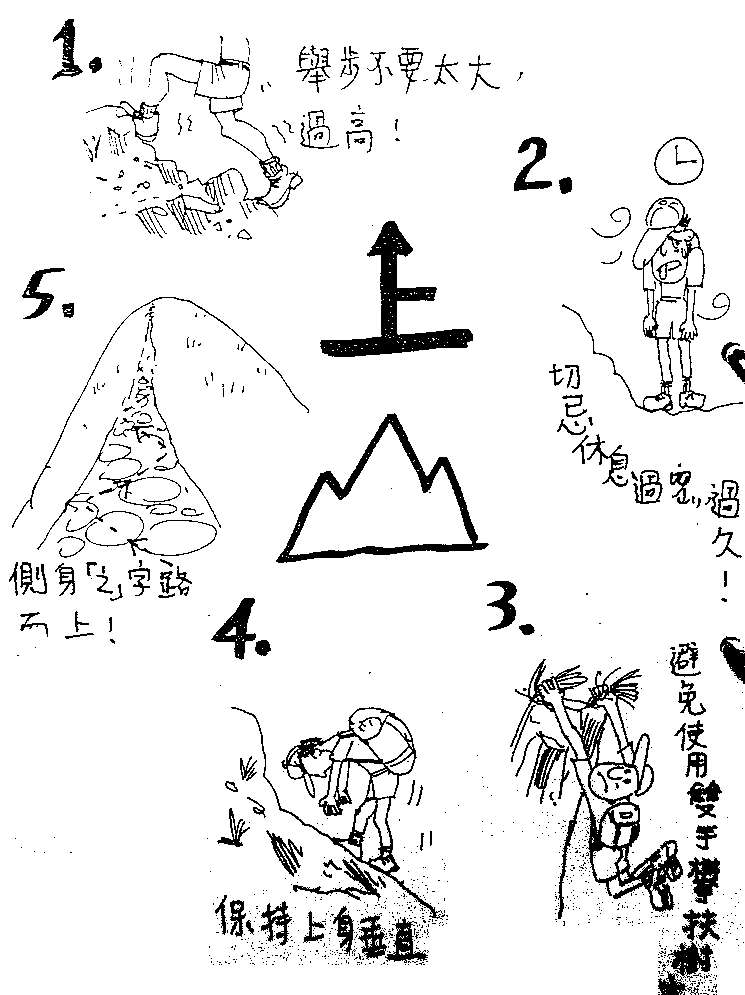 1.
舉步不要太大，
過高！
2.
切忌休息過密，過久！
上
5.
側身「之」字路
而上！
4.
保持上身垂直
3.
避免使用雙手攀扶樹